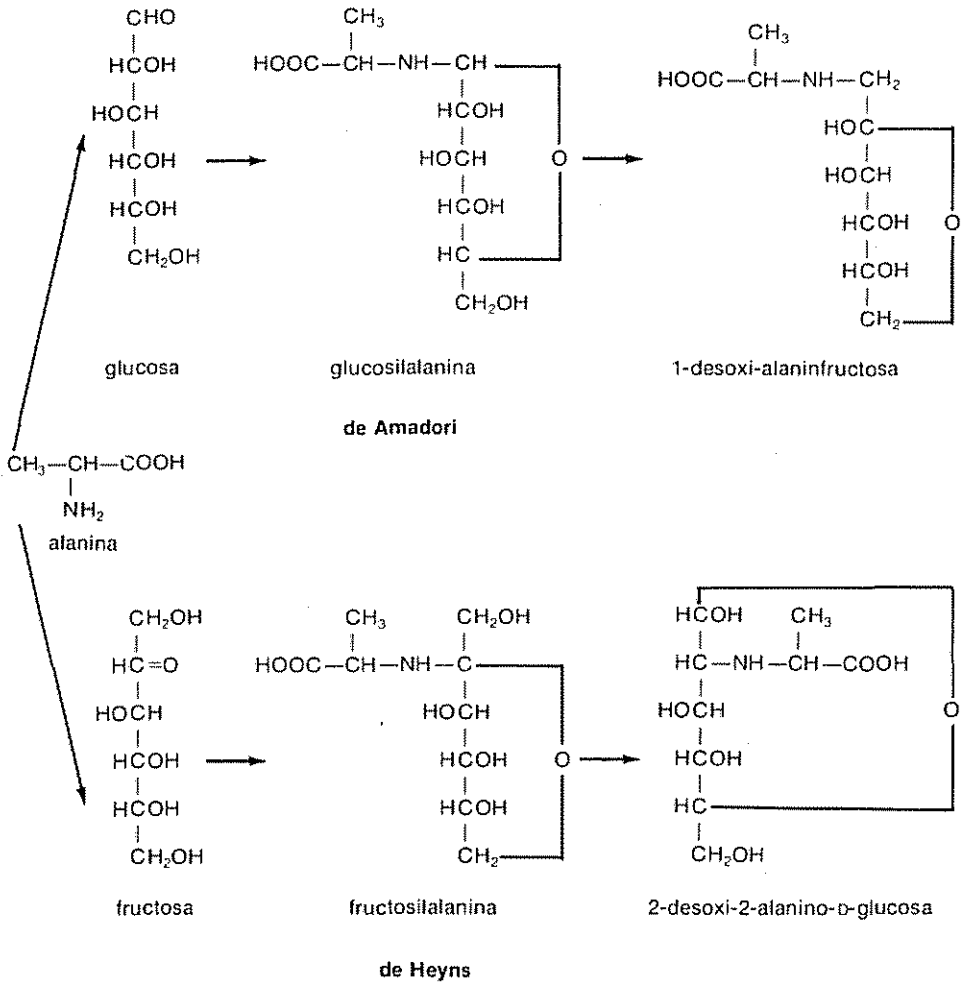 CHO
HCOH
HOCH
HCOH
HCOH
CH₂OH
glucosa
CH₃
HOOC—CH—NH—CH
HCOH
HOCH
O
HCOH
HC
CH₂OH
glucosilalanina
CH₃
HOOC—CH—NH—CH₂
HOC
HOCH
HCOH
O
HCOH
CH₂
1-desoxi-alaninfructosa
de Amadori
CH₃—CH—COOH
NH₂
alanina
CH₂OH
HC=O
HOCH
HCOH
HCOH
CH₂OH
fructosa
CH₃
CH₂OH
HOOC—CH—NH—C
HOCH
HCOH
O
HCOH
CH₂
fructosilalanina
HCOH
CH₃
HC—NH—CH—COOH
HOCH
O
HCOH
HC
CH₂OH
2-desoxi-2-alanino-D-glucosa
de Heyns